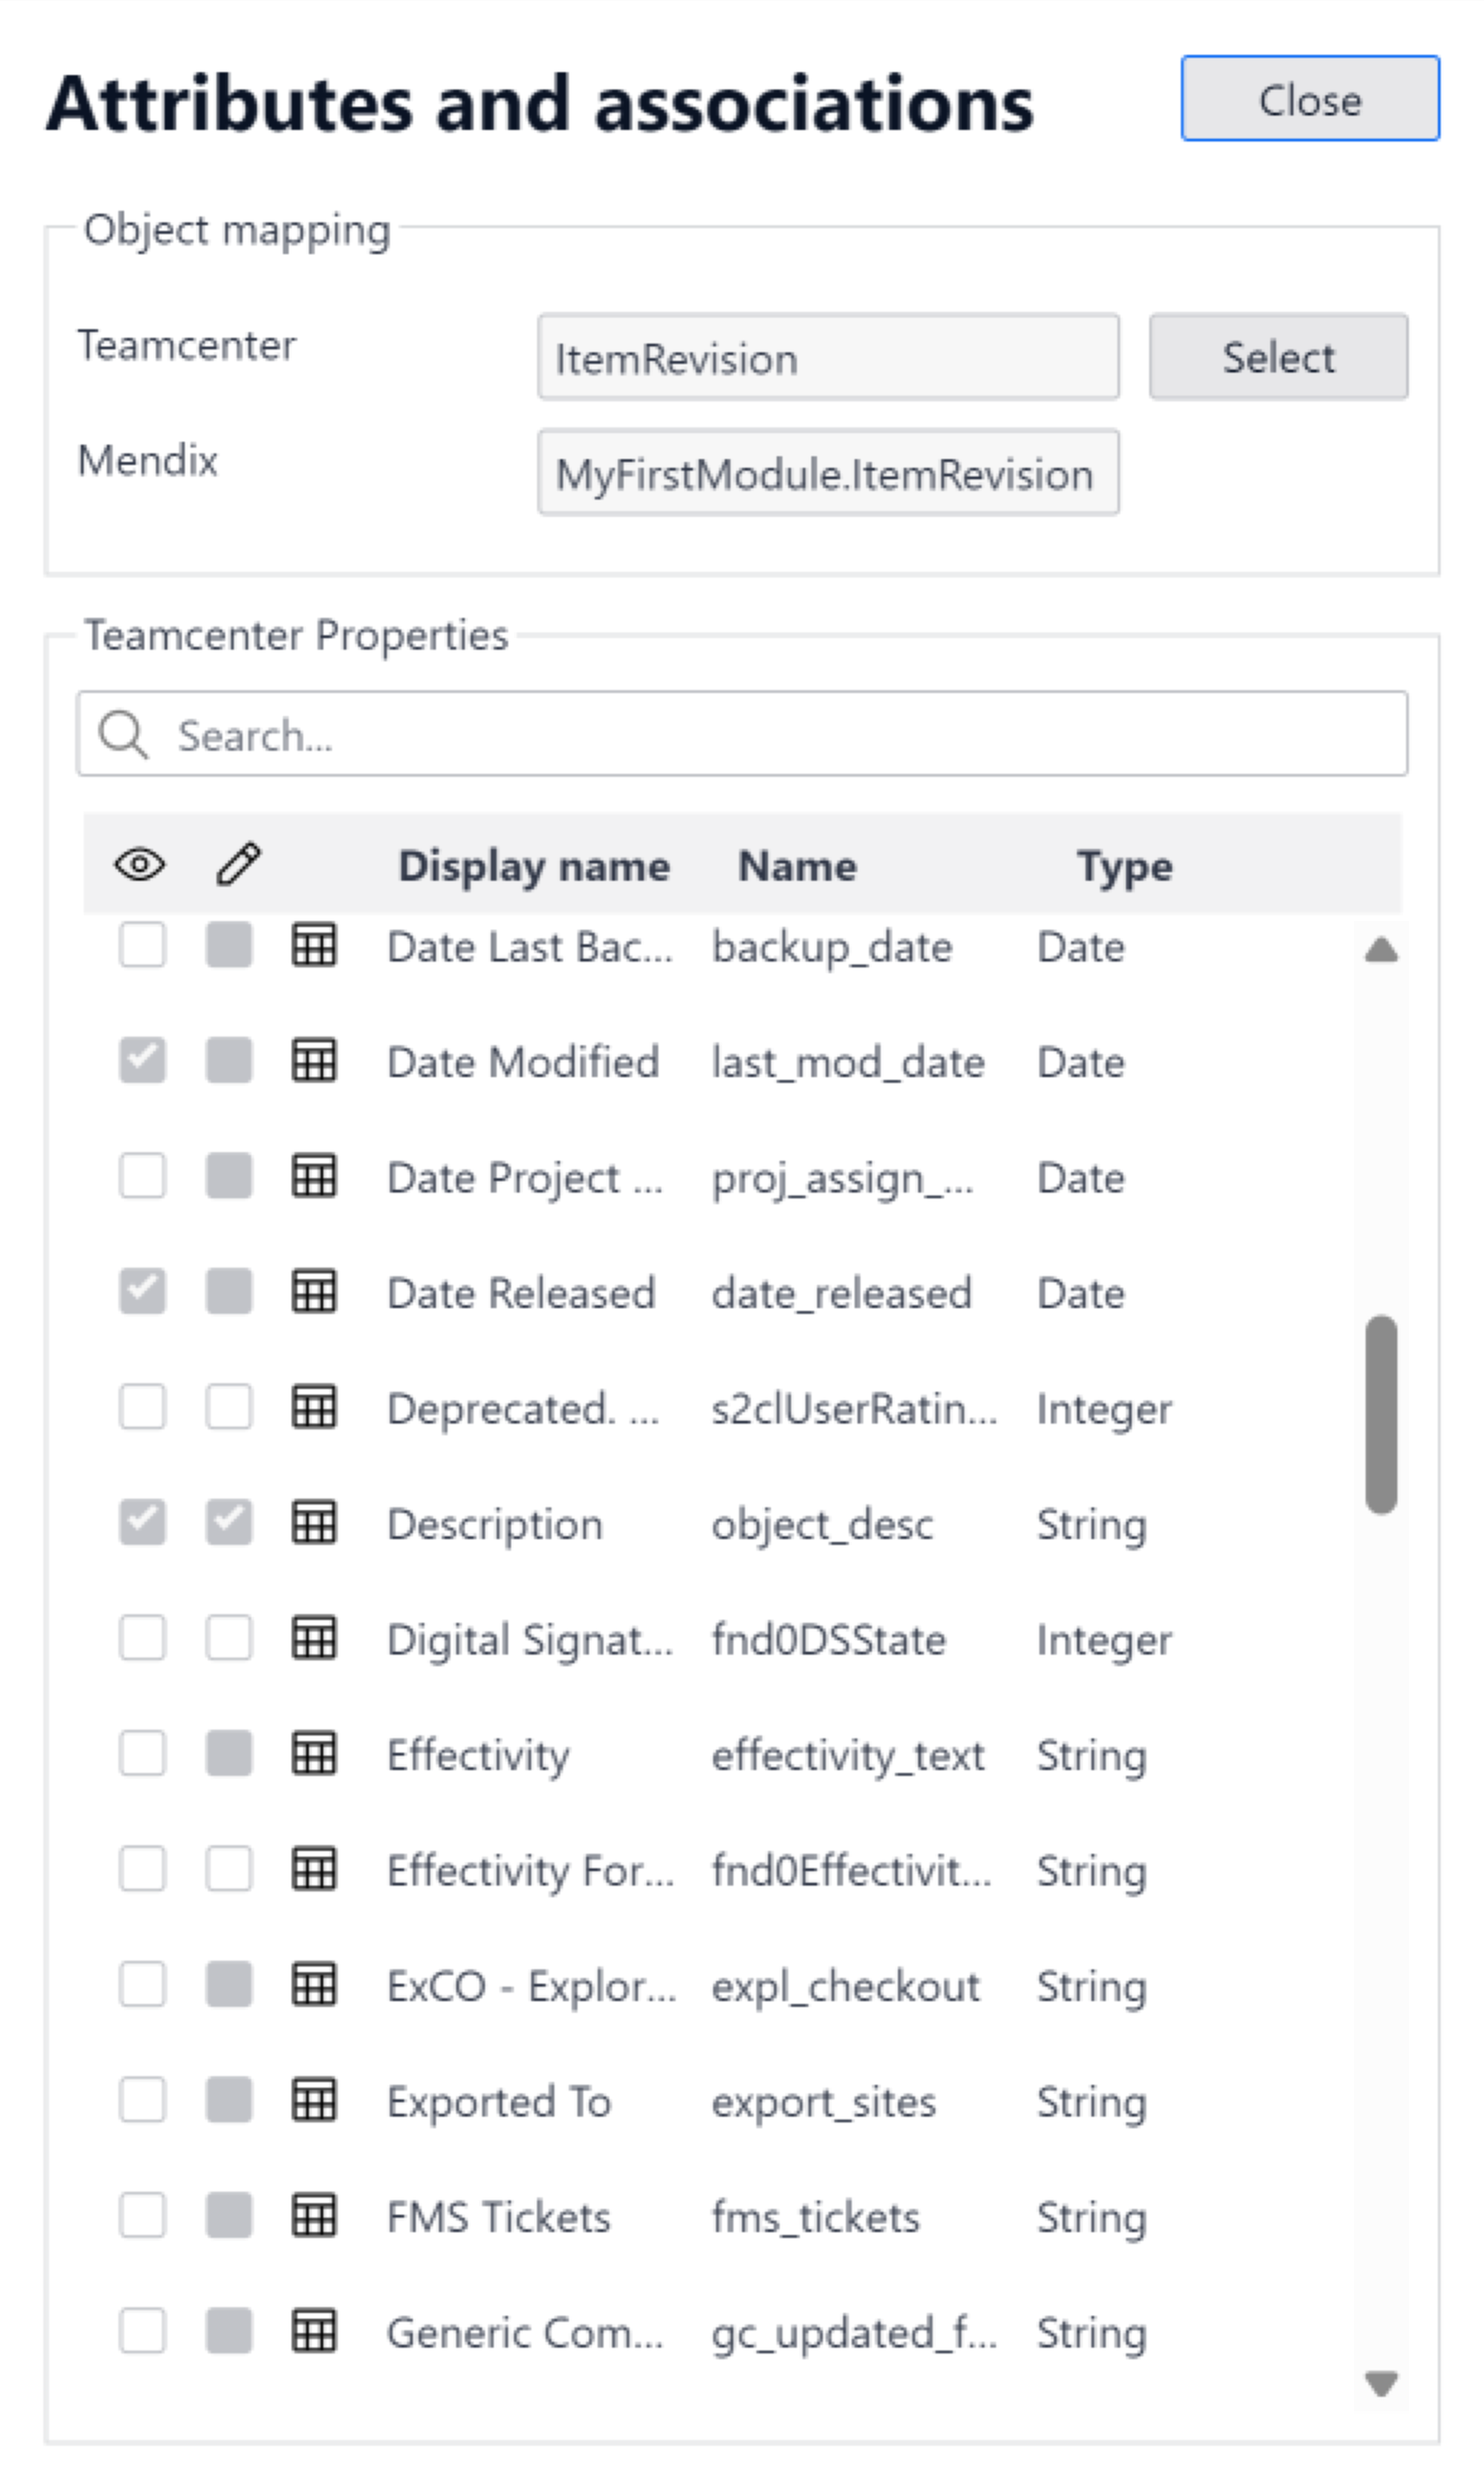 Attributes and associations Close
Object mapping
Teamcenter ItemRevision Select
Mendix MyFirstModule.ItemRevision
Teamcenter Properties
Search...
Display name Name Type
Date Last Bac... backup_date Date
Date Modified last_mod_date Date
Date Project ... proj_assign_... Date
Date Released date_released Date
Deprecated. ... s2clUserRatin... Integer
Description object_desc String
Digital Signat... fnd0DSState Integer
Effectivity effectivity_text String
Effectivity For... fnd0Effectivit... String
ExCO - Explor... expl_checkout String
Exported To export_sites String
FMS Tickets fms_tickets String
Generic Com... gc_updated_f... String